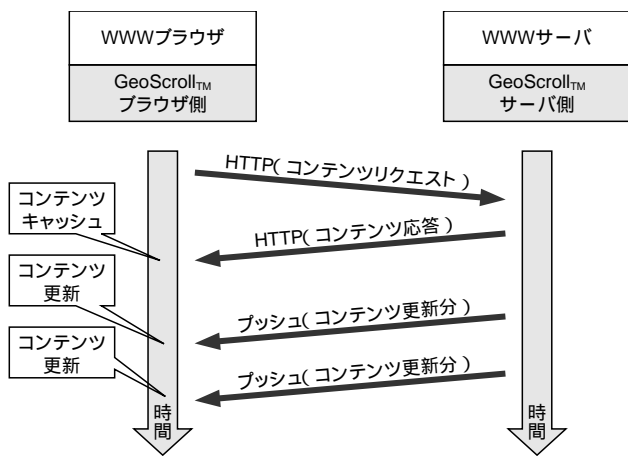 WWWブラウザ
GeoScrollTM
ブラウザ側
WWWサーバ
GeoScrollTM
サーバ側
HTTP(コンテンツリクエスト)
コンテンツ
キャッシュ
HTTP(コンテンツ応答)
コンテンツ
更新
プッシュ(コンテンツ更新分)
コンテンツ
更新
プッシュ(コンテンツ更新分)
時間
時間